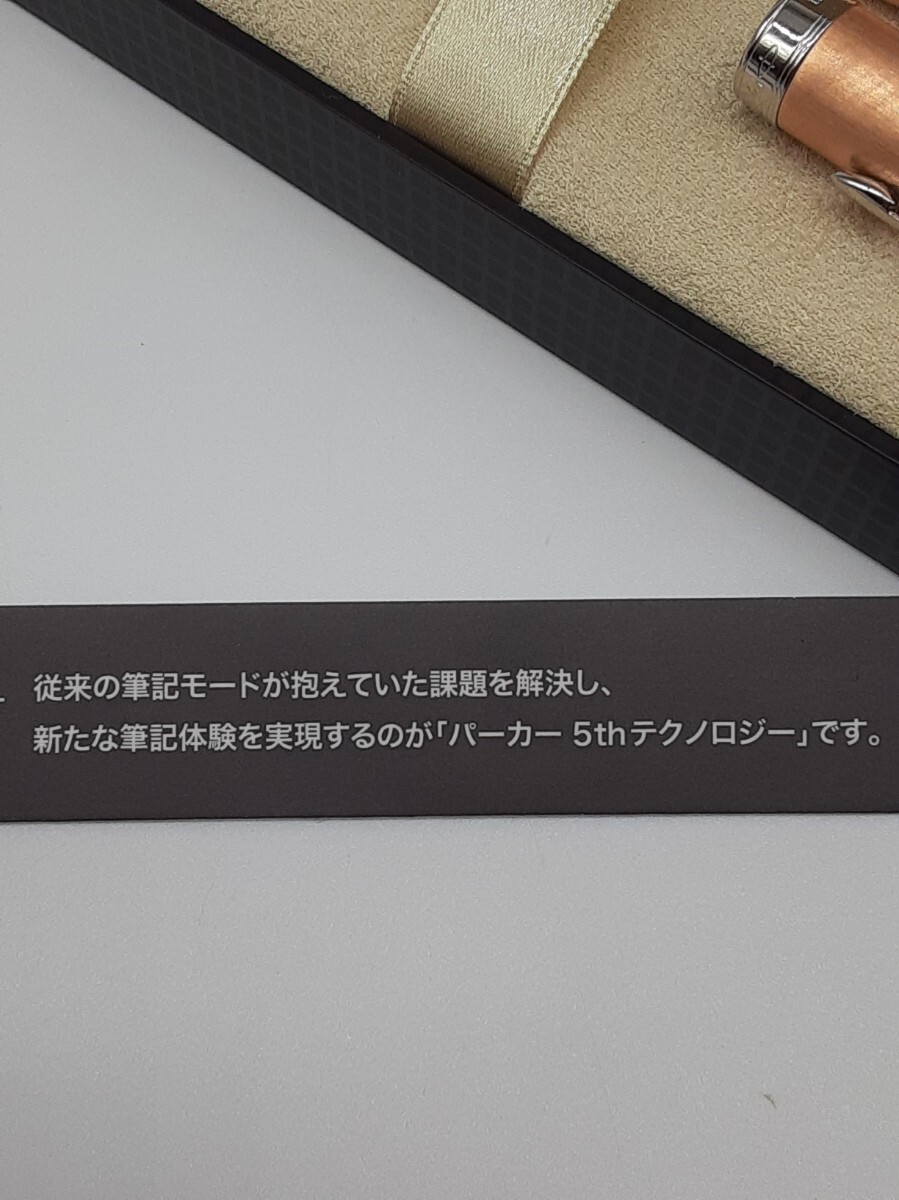 従来の筆記モードが抱えていた課題を解決し、
新たな筆記体験を実現するのが「パーカー 5thテクノロジー」です。